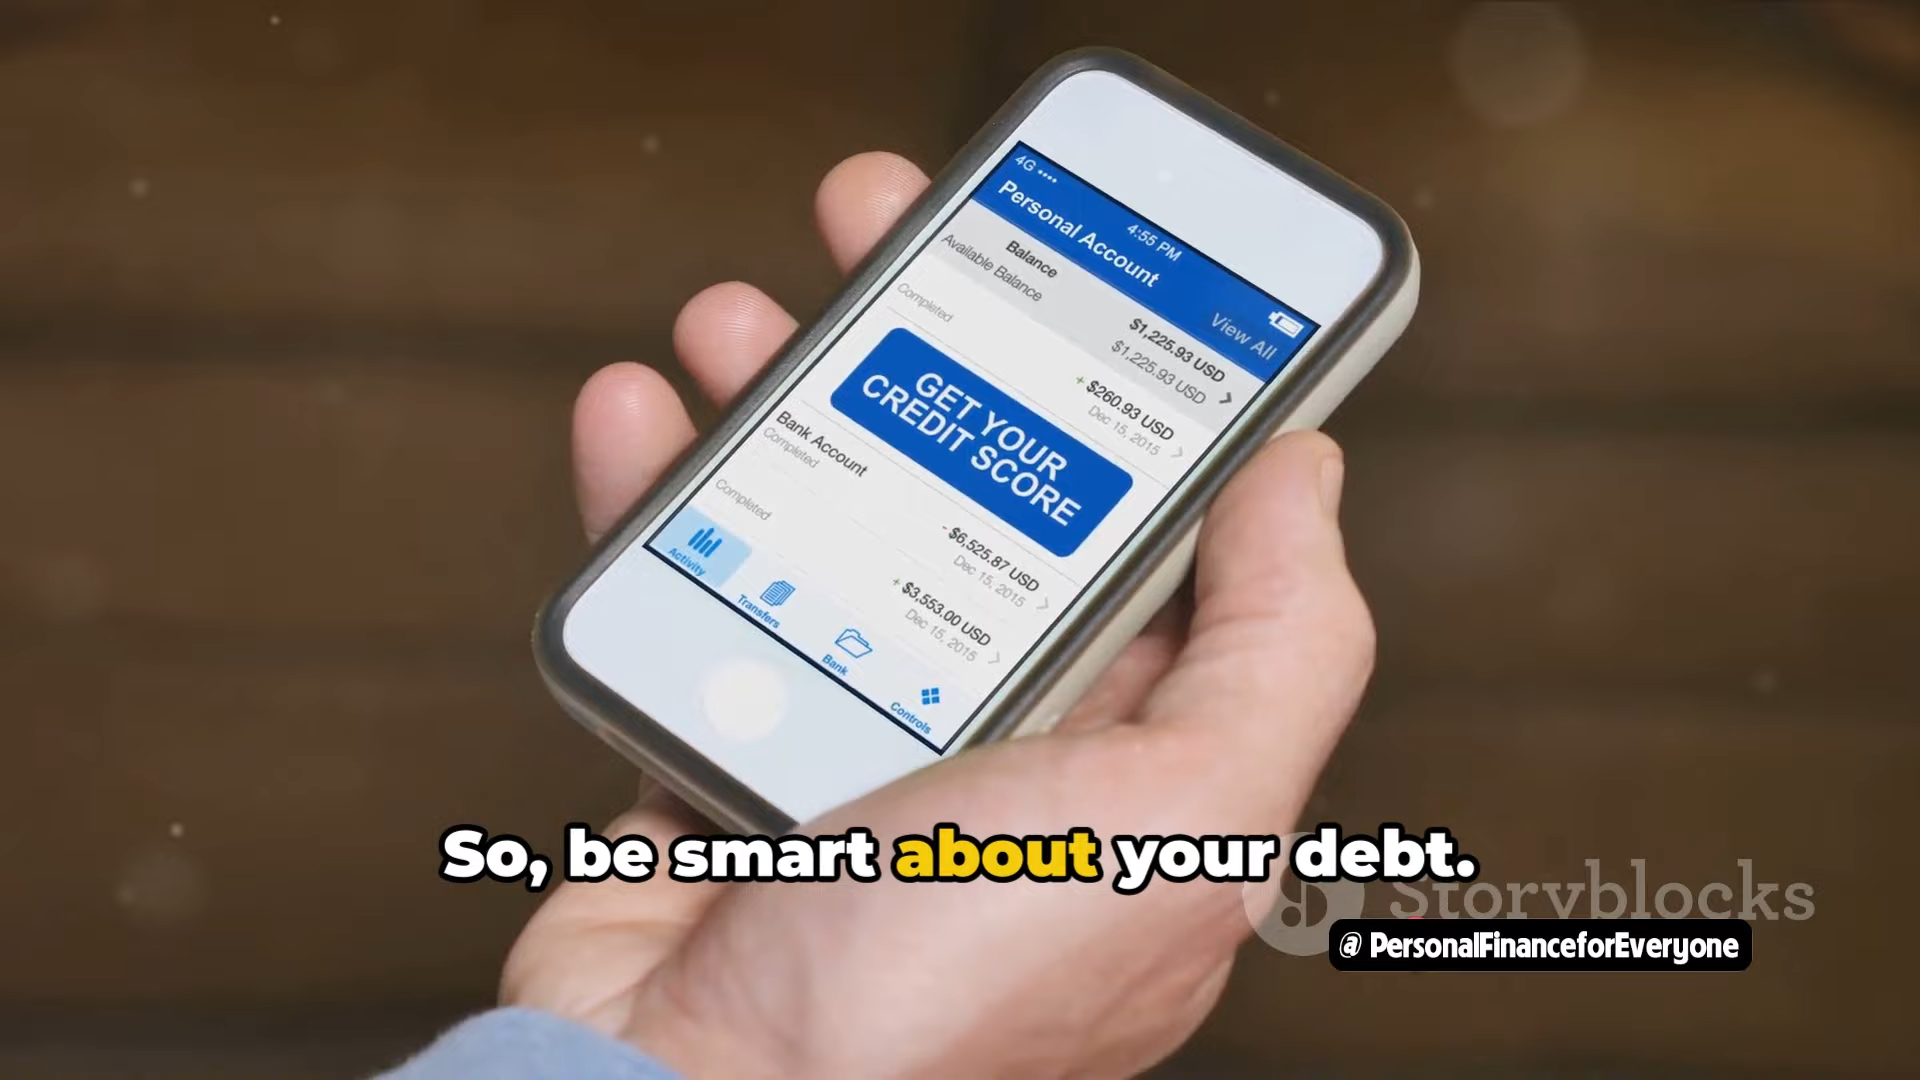 4G
4:55 PM
Personal Account
View All
Balance
$1,225.93 USD
Available Balance
$1,225.93 USD
Completed
+ $260.93 USD
Dec 15, 2015
GET YOUR
CREDIT SCORE
Bank Account
Completed
- $6,525.87 USD
Dec 15, 2015
Completed
+ $3,553.00 USD
Dec 15, 2015
Activity
Transfers
Bank
Controls
So, be smart about your debt.
Storyblocks
@ PersonalFinanceforEveryone